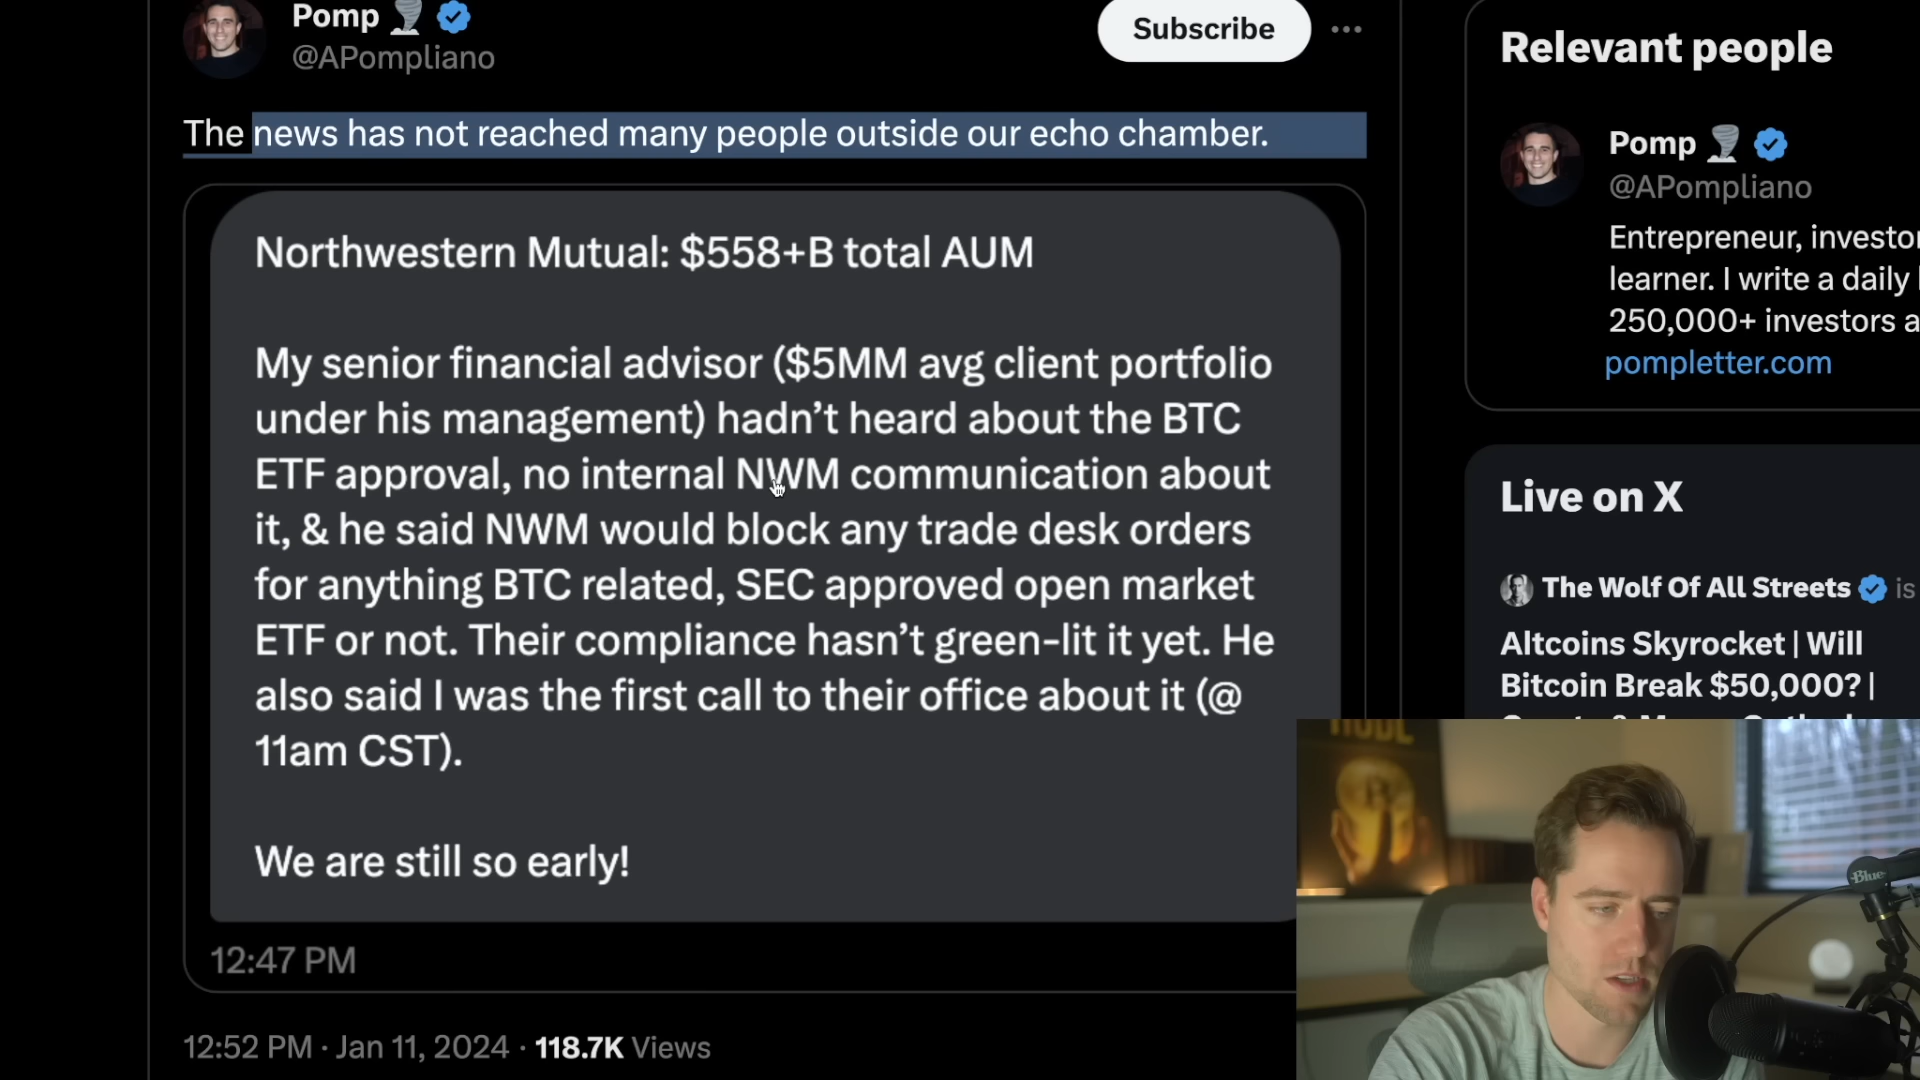 Pomp
@APompliano
Subscribe
The news has not reached many people outside our echo chamber.
Northwestern Mutual: $558+B total AUM
My senior financial advisor ($5MM avg client portfolio
under his management) hadn’t heard about the BTC
ETF approval, no internal NWM communication about
it, & he said NWM would block any trade desk orders
for anything BTC related, SEC approved open market
ETF or not. Their compliance hasn’t green-lit it yet. He
also said I was the first call to their office about it (@
11am CST).
We are still so early!
12:47 PM
12:52 PM · Jan 11, 2024 · 118.7K Views
Relevant people
Pomp
@APompliano
Entrepreneur,
learner. I write a daily
250,000+ investors
pompletter.com
Live on X
The Wolf Of All Streets is
Altcoins Skyrocket | Will
Bitcoin Break $50,000? |
Blue